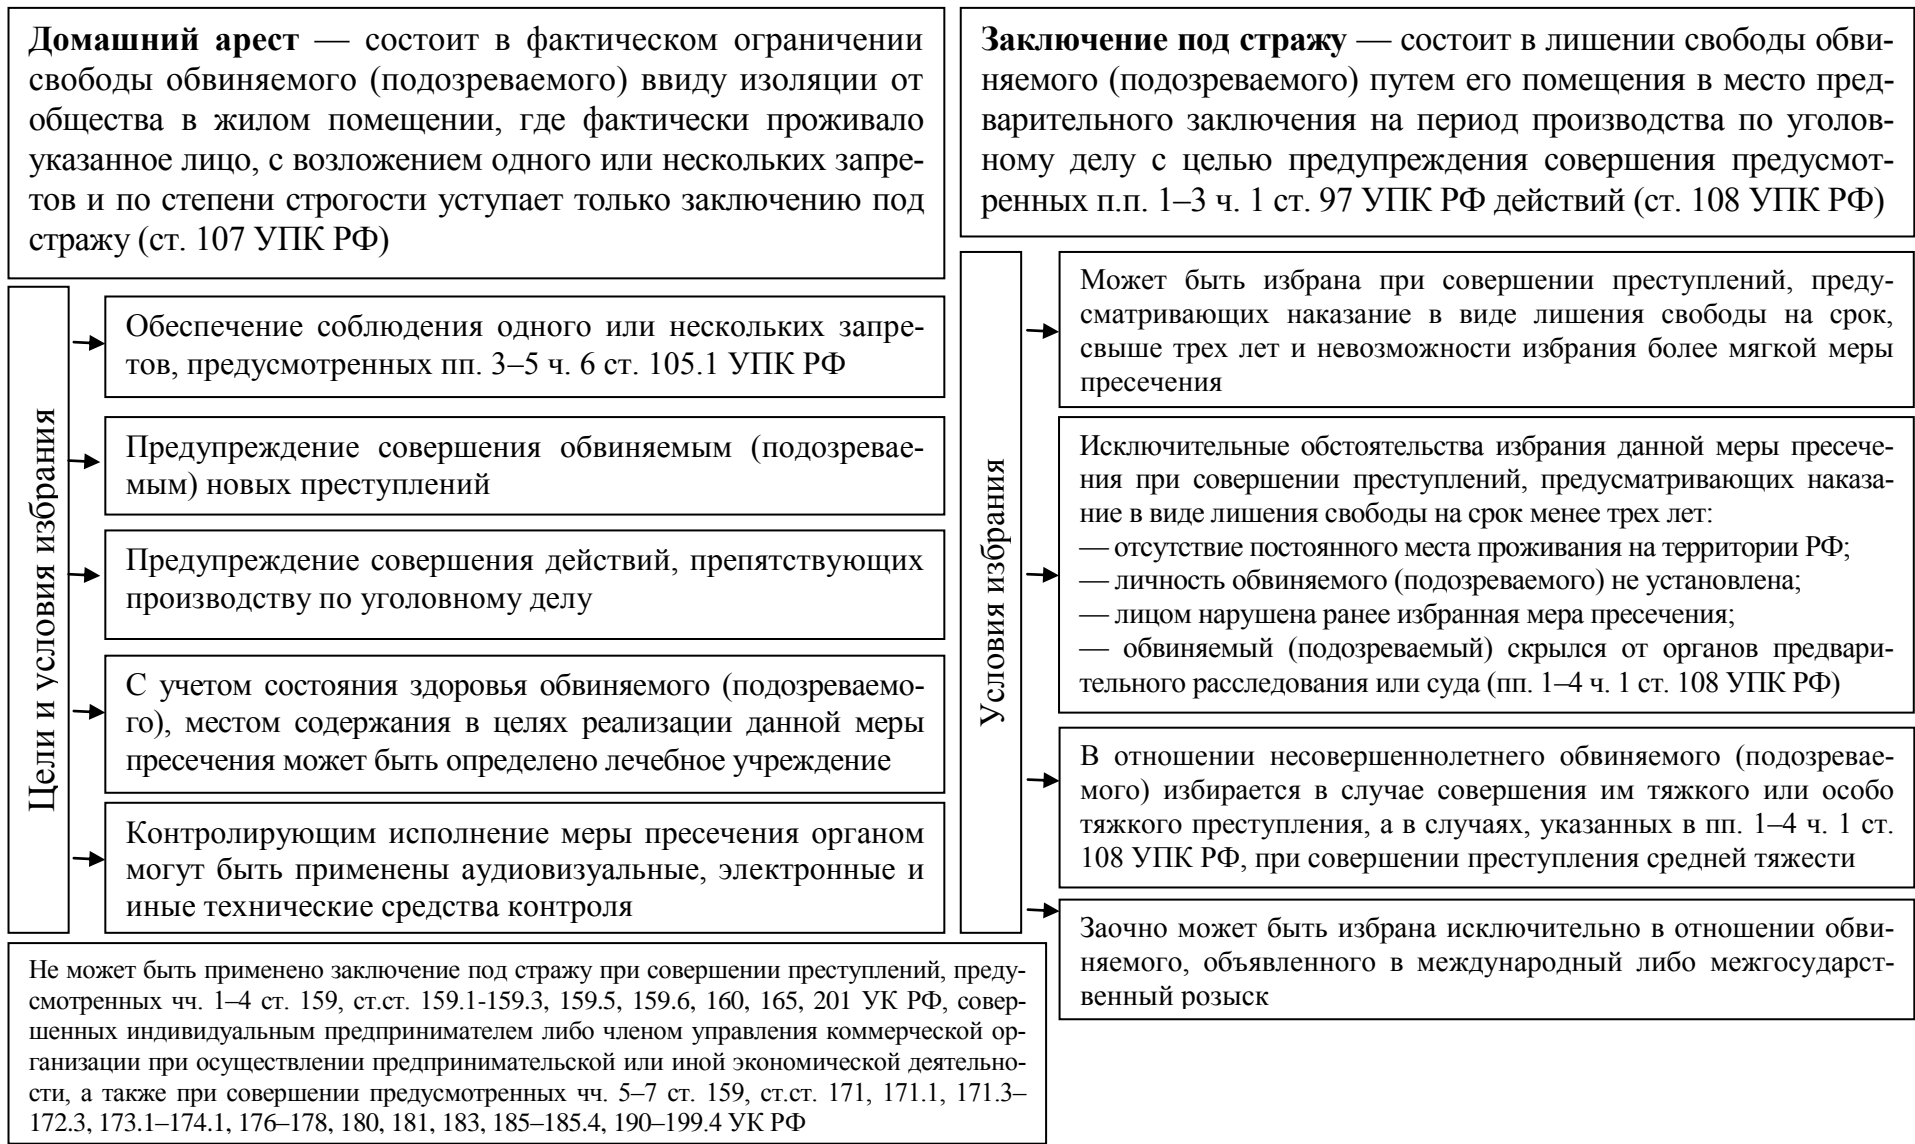 Домашний арест — состоит в фактическом ограничении
свободы обвиняемого (подозреваемого) ввиду изоляции от
общества в жилом помещении, где фактически проживало
указанное лицо, с возложением одного или нескольких запре-
тов и по степени строгости уступает только заключению под
стражу (ст. 107 УПК РФ)
Цели и условия избрания
Обеспечение соблюдения одного или нескольких запре-
тов, предусмотренных пп. 3–5 ч. 6 ст. 105.1 УПК РФ
Предупреждение совершения обвиняемым (подозревае-
мым) новых преступлений
Предупреждение совершения действий, препятствующих
производству по уголовному делу
С учетом состояния здоровья обвиняемого (подозреваемо-
го), местом содержания в целях реализации данной меры
пресечения может быть определено лечебное учреждение
Контролирующим исполнение меры пресечения органом
могут быть применены аудиовизуальные, электронные и
иные технические средства контроля
Заключение под стражу — состоит в лишении свободы обви-
няемого (подозреваемого) путем его помещения в место пред-
варительного заключения на период производства по уголов-
ному делу с целью предупреждения совершения предусмот-
ренных п.п. 1–3 ч. 1 ст. 97 УПК РФ действий (ст. 108 УПК РФ)
Условия избрания
Может быть избрана при совершении преступлений, преду-
сматривающих наказание в виде лишения свободы на срок,
свыше трех лет и невозможности избрания более мягкой меры
пресечения
Исключительные обстоятельства избрания данной меры пресече-
ния при совершении преступлений, предусматривающих наказа-
ние в виде лишения свободы на срок менее трех лет:
— отсутствие постоянного места проживания на территории РФ;
— личность обвиняемого (подозреваемого) не установлена;
— лицом нарушена ранее избранная мера пресечения;
— обвиняемый (подозреваемый) скрылся от органов предвари-
тельного расследования или суда (пп. 1–4 ч. 1 ст. 108 УПК РФ)
В отношении несовершеннолетнего обвиняемого (подозревае-
мого) избирается в случае совершения им тяжкого или особо
тяжкого преступления, а в случаях, указанных в пп. 1–4 ч. 1 ст.
108 УПК РФ, при совершении преступления средней тяжести
Заочно может быть избрана исключительно в отношении обви-
няемого, объявленного в международный либо межгосударст-
венный розыск
Не может быть применено заключение под стражу при совершении преступлений, преду-
смотренных чч. 1–4 ст. 159, ст.ст. 159.1-159.3, 159.5, 159.6, 160, 165, 201 УК РФ, совер-
шенных индивидуальным предпринимателем либо членом управления коммерческой ор-
ганизации при осуществлении предпринимательской или иной экономической деятельно-
сти, а также при совершении предусмотренных чч. 5–7 ст. 159, ст.ст. 171, 171.1, 171.3–
172.3, 173.1–174.1, 176–178, 180, 181, 183, 185–185.4, 190–199.4 УК РФ